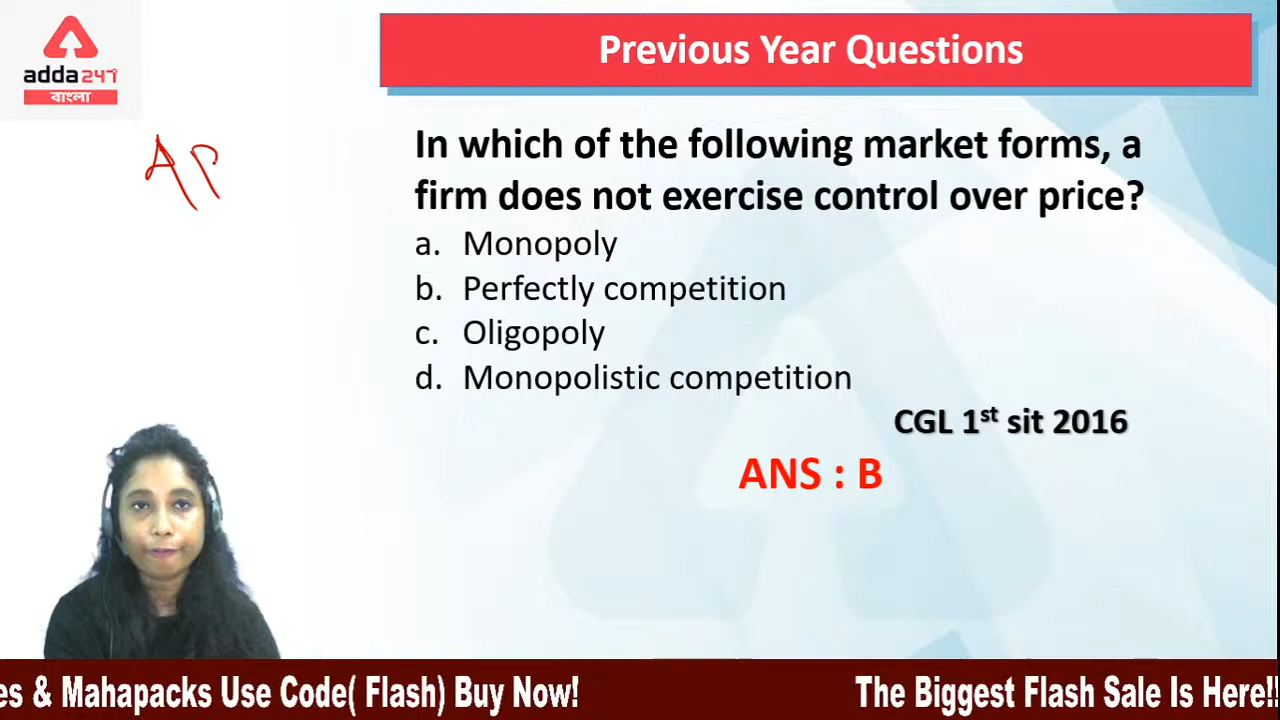 adda247
বাংলা
Previous Year Questions
AP
In which of the following market forms, a
firm does not exercise control over price?
a. Monopoly
b. Perfectly competition
c. Oligopoly
d. Monopolistic competition
CGL 1st sit 2016
ANS : B
es & Mahapacks Use Code( Flash) Buy Now!
The Biggest Flash Sale Is Here!!